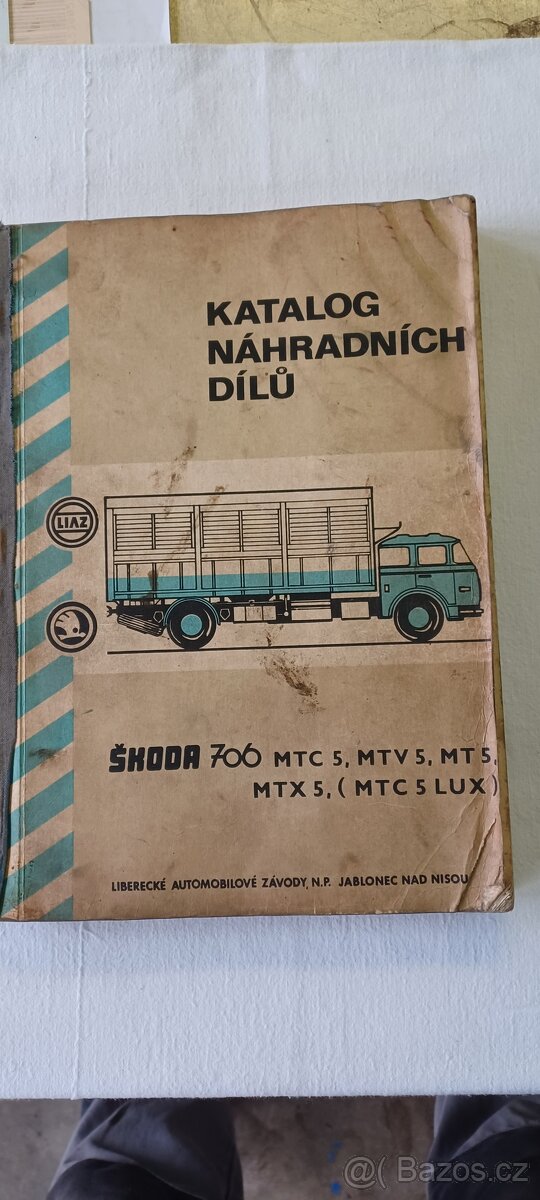 KATALOG
NÁHRADNÍCH
DÍLŮ
LIAZ
ŠKODA 706 MTC 5, MTV 5, MT 5,
MTX 5, ( MTC 5 LUX )
LIBERECKÉ AUTOMOBILOVÉ ZÁVODY, N.P. JABLONEC NAD NISOU
@ Bazoš.cz